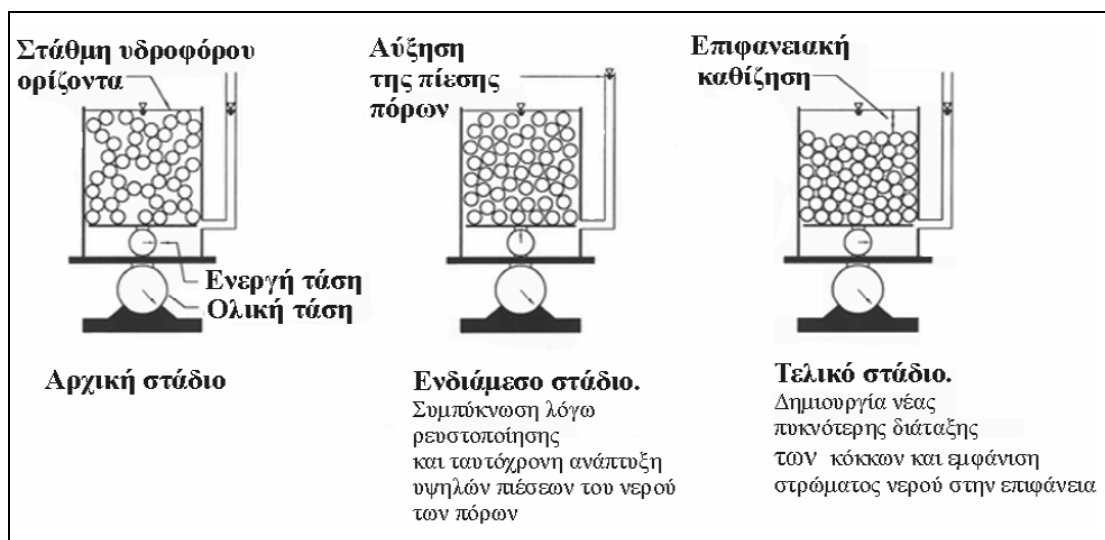 Στάθμη υδροφόρου
ορίζοντα
Αύξηση
της πίεσης
πόρων
Επιφανειακή
καθίζηση
Ενεργή τάση
Ολική τάση
Αρχική στάδιο
Ενδιάμεσο στάδιο.
Συμπύκνωση λόγω
ρευστοποίησης
και ταυτόχρονη ανάπτυξη
υψηλών πιέσεων του νερού
των πόρων
Τελικό στάδιο.
Δημιουργία νέας
πυκνότερης διάταξης
των κόκκων και εμφάνιση
στρώματος νερού στην επιφάνεια